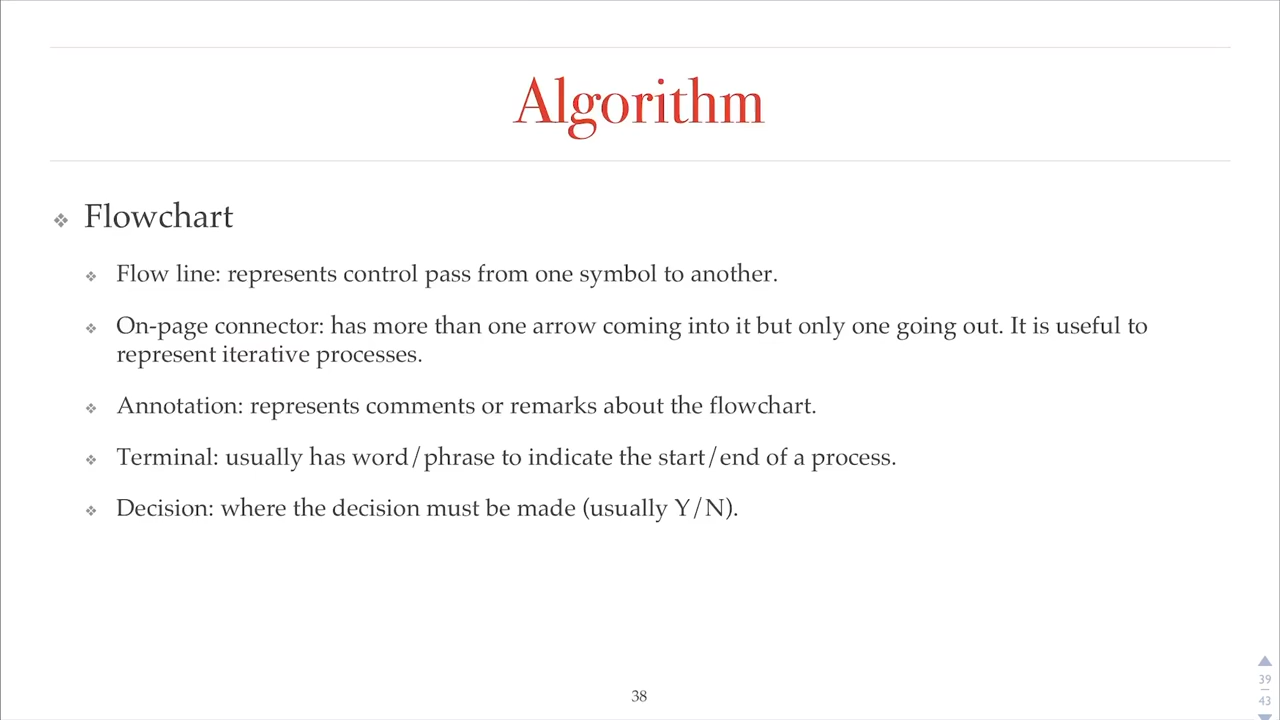 Algorithm
Flowchart
Flow line: represents control pass from one symbol to another.
On-page connector: has more than one arrow coming into it but only one going out. It is useful to
represent iterative processes.
Annotation: represents comments or remarks about the flowchart.
Terminal: usually has word/phrase to indicate the start/end of a process.
Decision: where the decision must be made (usually Y/N).
38
39
43